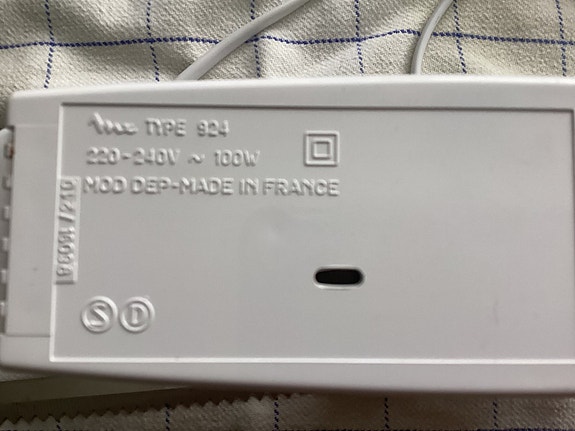 TYPE 924
220-240V ~ 100W
MOD DEP-MADE IN FRANCE
S D